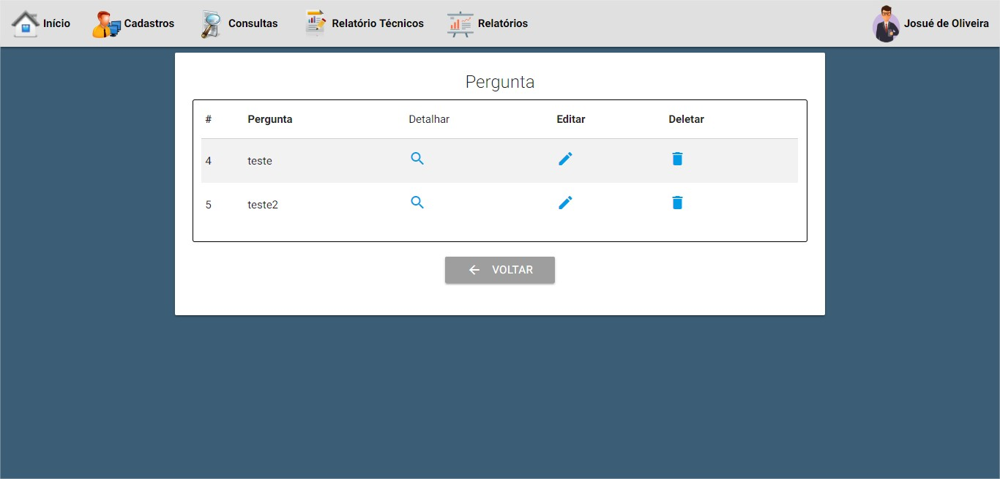 Início Cadastros Consultas Relatório Técnicos Relatórios Josué de Oliveira
Pergunta
# Pergunta Detalhar Editar Deletar
4 teste
5 teste2
VOLTAR